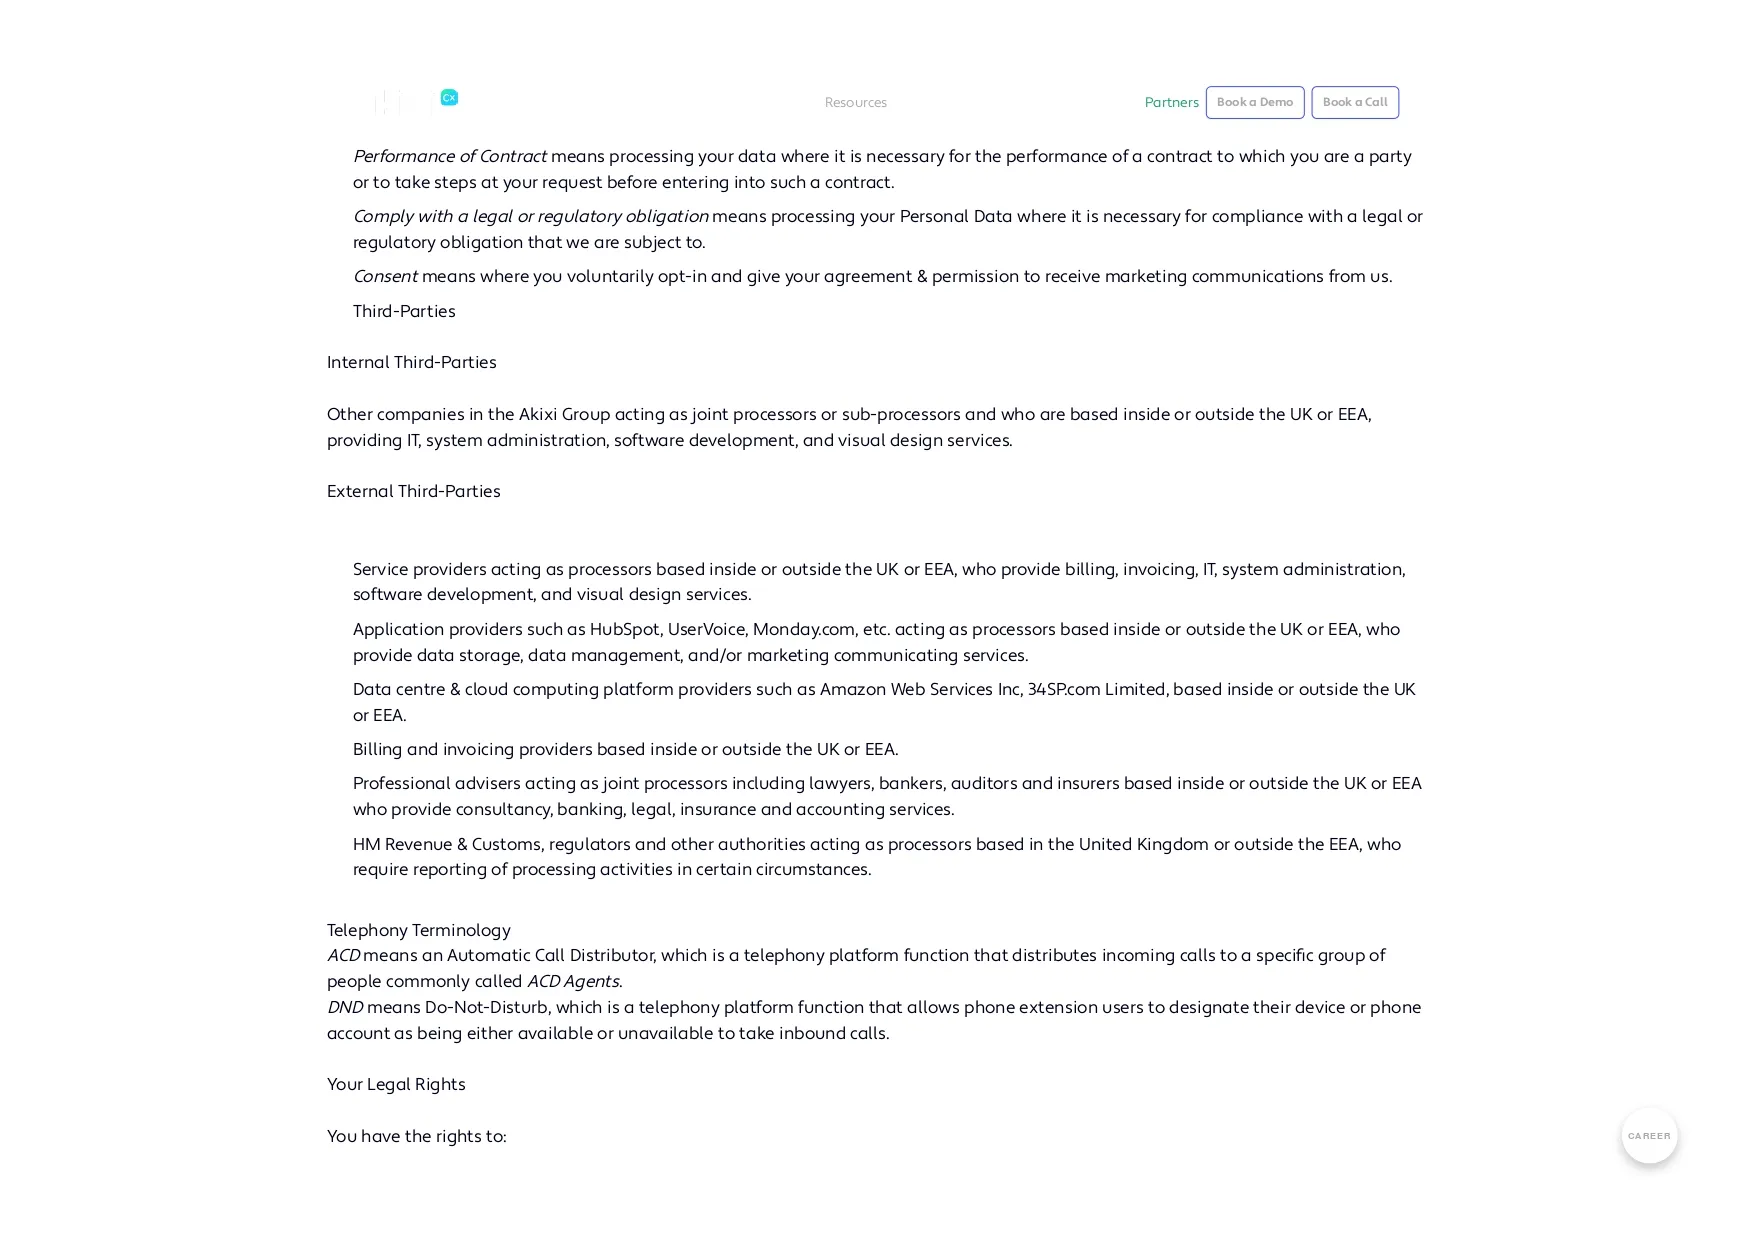 Cx
Resources
Partners
Book a Demo
Book a Call
Performance of Contract means processing your data where it is necessary for the performance of a contract to which you are a party
or to take steps at your request before entering into such a contract.
Comply with a legal or regulatory obligation means processing your Personal Data where it is necessary for compliance with a legal or
regulatory obligation that we are subject to.
Consent means where you voluntarily opt-in and give your agreement & permission to receive marketing communications from us.
Third-Parties
Internal Third-Parties
Other companies in the Akixi Group acting as joint processors or sub-processors and who are based inside or outside the UK or EEA,
providing IT, system administration, software development, and visual design services.
External Third-Parties
Service providers acting as processors based inside or outside the UK or EEA, who provide billing, invoicing, IT, system administration,
software development, and visual design services.
Application providers such as HubSpot, UserVoice, Monday.com, etc. acting as processors based inside or outside the UK or EEA, who
provide data storage, data management, and/or marketing communicating services.
Data centre & cloud computing platform providers such as Amazon Web Services Inc, 34SP.com Limited, based inside or outside the UK
or EEA.
Billing and invoicing providers based inside or outside the UK or EEA.
Professional advisers acting as joint processors including lawyers, bankers, auditors and insurers based inside or outside the UK or EEA
who provide consultancy, banking, legal, insurance and accounting services.
HM Revenue & Customs, regulators and other authorities acting as processors based in the United Kingdom or outside the EEA, who
require reporting of processing activities in certain circumstances.
Telephony Terminology
ACD means an Automatic Call Distributor, which is a telephony platform function that distributes incoming calls to a specific group of
people commonly called ACD Agents.
DND means Do-Not-Disturb, which is a telephony platform function that allows phone extension users to designate their device or phone
account as being either available or unavailable to take inbound calls.
Your Legal Rights
You have the rights to:
CAREER